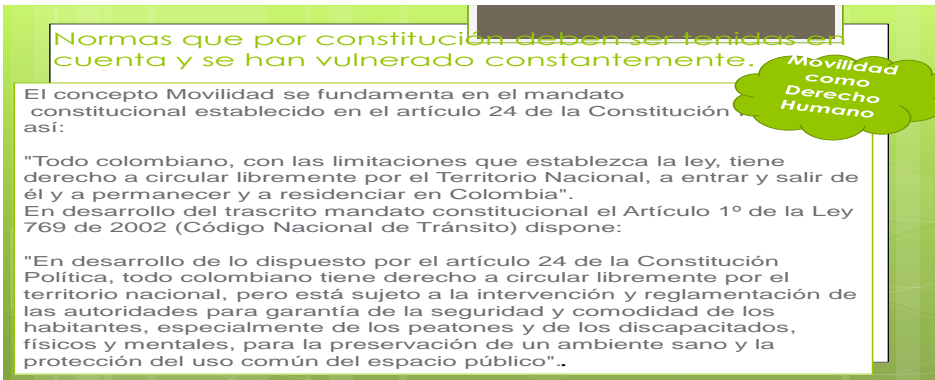 Normas que por constitución deben ser tenidas en
cuenta y se han vulnerado constantemente.
Movilidad
como
Derecho
Humano
El concepto Movilidad se fundamenta en el mandato
constitucional establecido en el artículo 24 de la Constitución
así:
"Todo colombiano, con las limitaciones que establezca la ley, tiene
derecho a circular libremente por el Territorio Nacional, a entrar y salir de
él y a permanecer y a residenciar en Colombia".
En desarrollo del trascrito mandato constitucional el Artículo 1º de la Ley
769 de 2002 (Código Nacional de Tránsito) dispone:
"En desarrollo de lo dispuesto por el artículo 24 de la Constitución
Política, todo colombiano tiene derecho a circular libremente por el
territorio nacional, pero está sujeto a la intervención y reglamentación de
las autoridades para garantía de la seguridad y comodidad de los
habitantes, especialmente de los peatones y de los discapacitados,
físicos y mentales, para la preservación de un ambiente sano y la
protección del uso común del espacio público"..